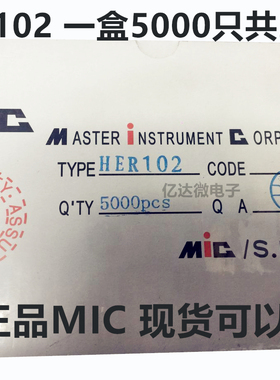 102 一盒5000只共
C
MASTER INSTRUMENT CORP
TYPE HER102 CODE
亿达微电子
Q'TY 5000pcs Q A
Y: ASSU
MIC /S.
正品MIC 现货可以